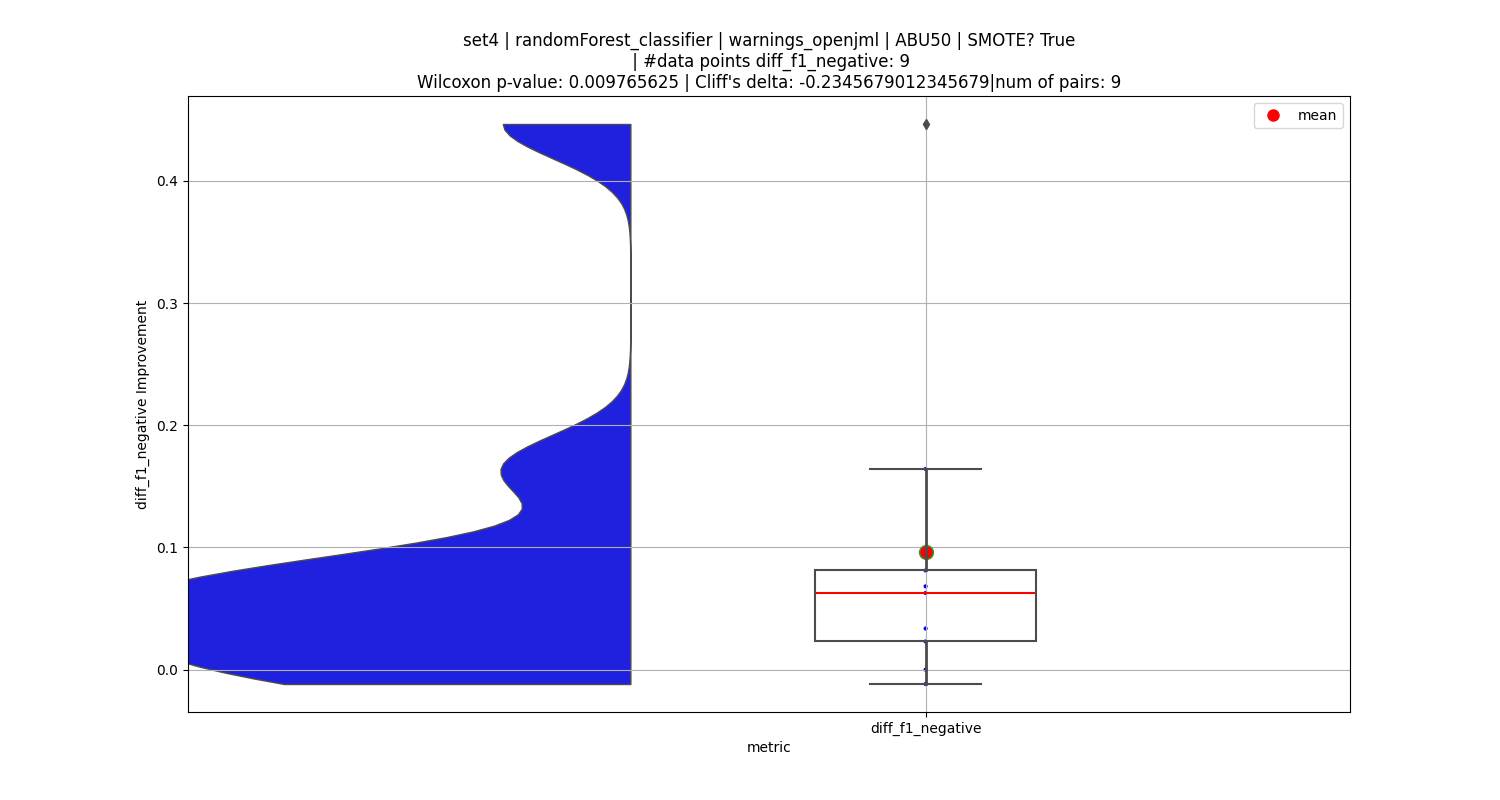 set4 | randomForest_classifier | warnings_openjml | ABU50 | SMOTE? True
| #data points diff_f1_negative: 9
Wilcoxon p-value: 0.009765625 | Cliff's delta: -0.2345679012345679|num of pairs: 9
mean
0.4
0.3
0.2
0.1
0.0
diff_f1_negative Improvement
diff_f1_negative
metric